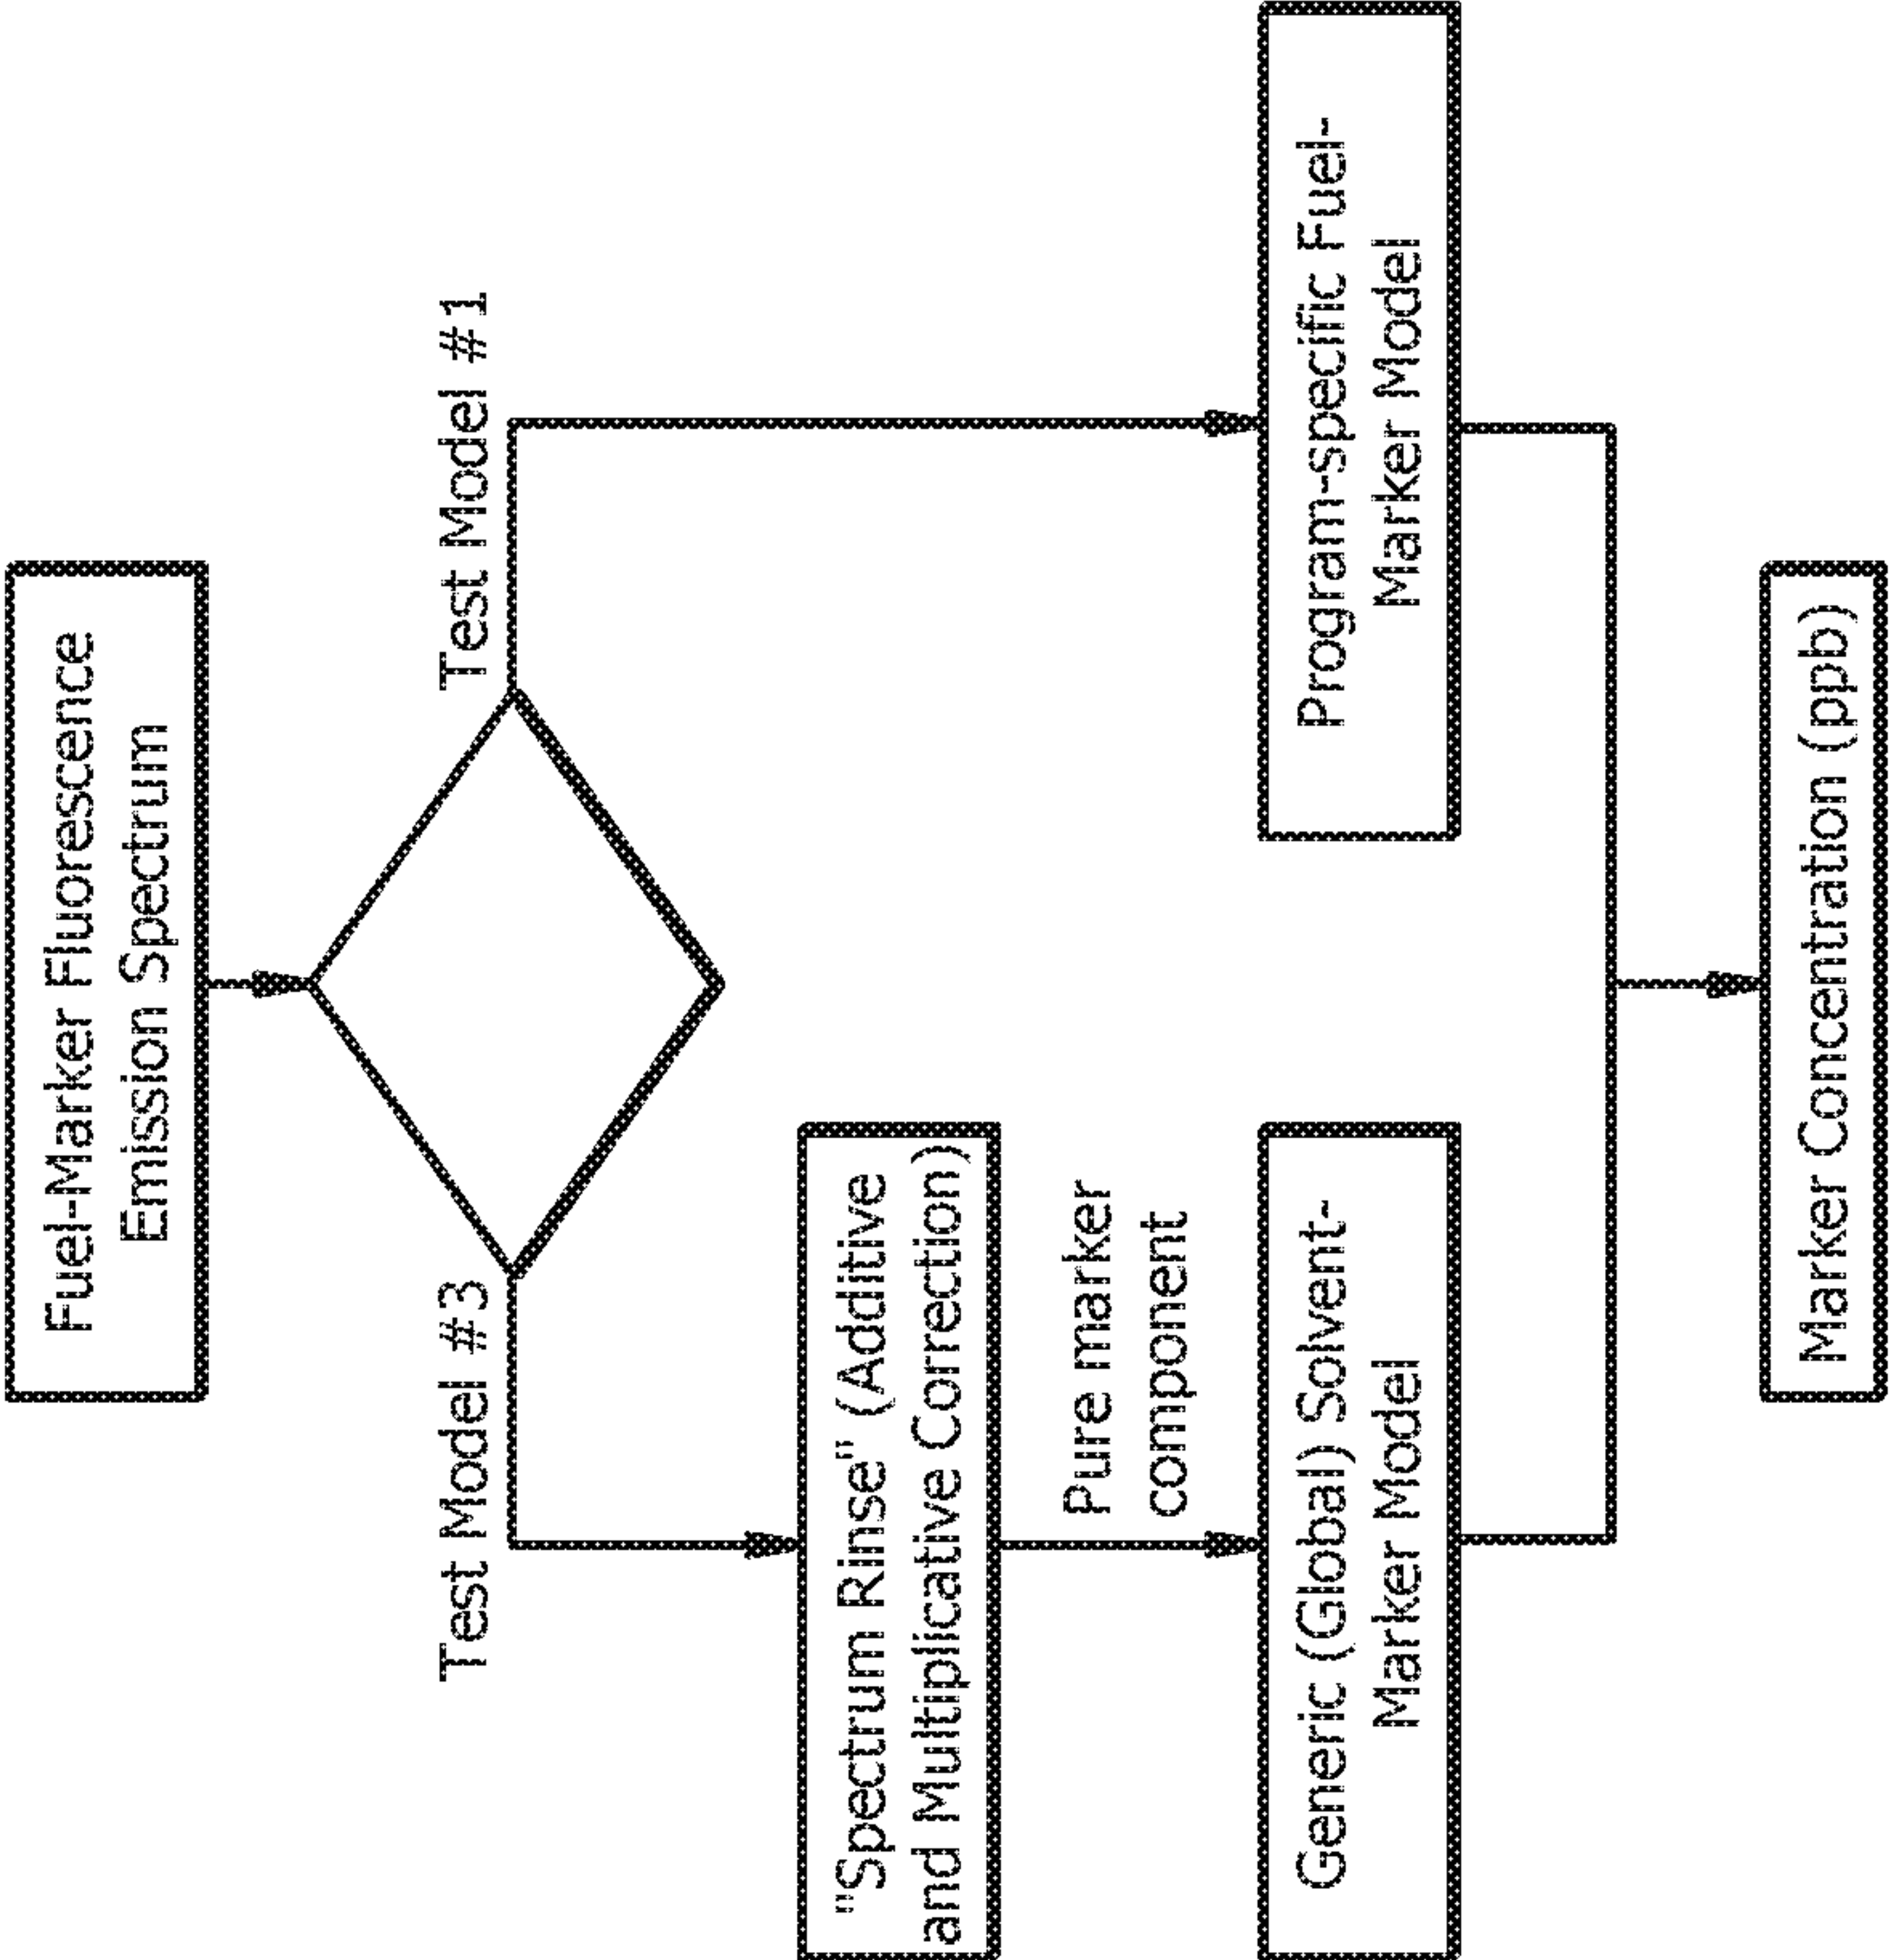 Fuel-Marker Fluorescence
Emission Spectrum
Test Model #3
Test Model #1
"Spectrum Rinse" (Additive
and Multiplicative Correction)
Pure marker
component
Generic (Global) Solvent-
Marker Model
Program-specific Fuel-
Marker Model
Marker Concentration (ppb)